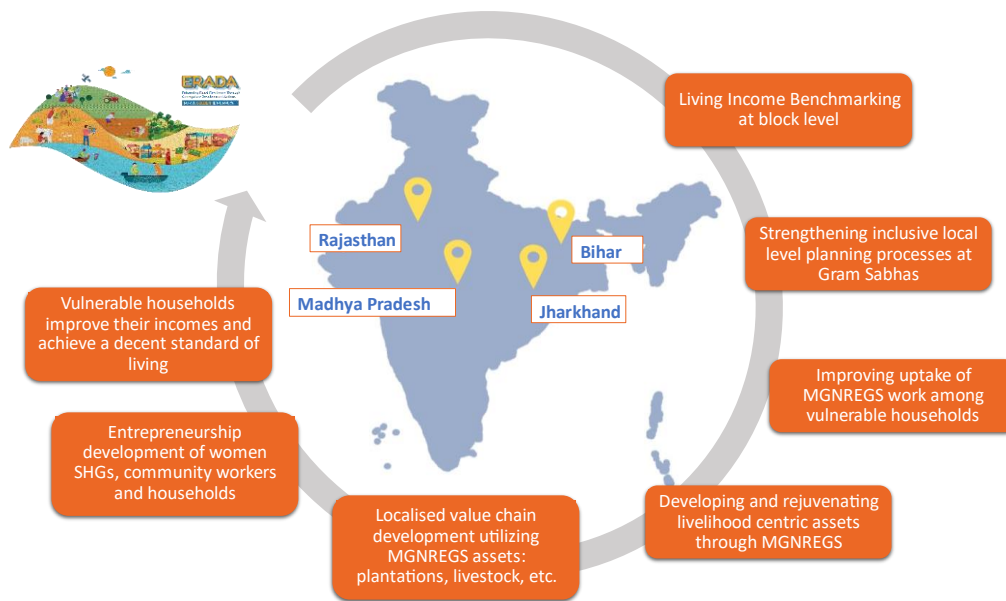 ERADA
Living Income Benchmarking
at block level
Strengthening inclusive local
level planning processes at
Gram Sabhas
Improving uptake of
MGNREGS work among
vulnerable households
Developing and rejuvenating
livelihood centric assets
through MGNREGS
Localised value chain
development utilizing
MGNREGS assets:
plantations, livestock, etc.
Entrepreneurship
development of women
SHGs, community workers
and households
Vulnerable households
improve their incomes and
achieve a decent standard of
living
Rajasthan
Bihar
Madhya Pradesh
Jharkhand